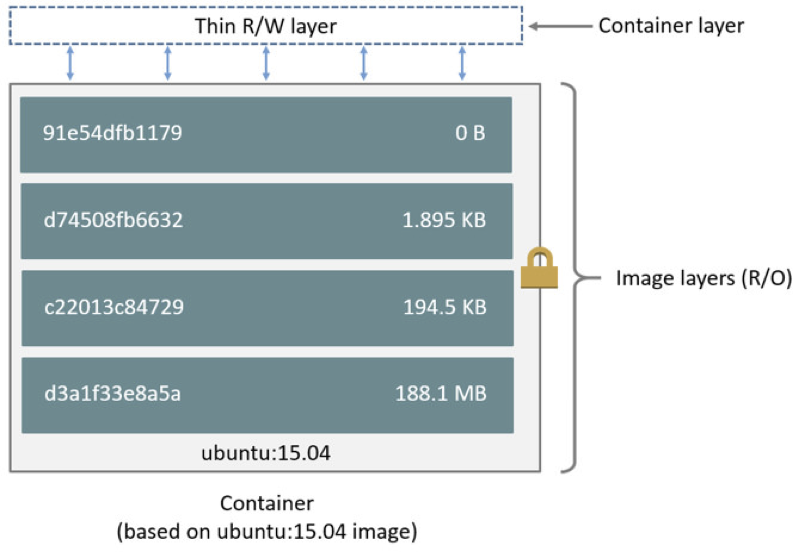 Thin R/W layer
Container layer
91e54dfb1179 0 B
d74508fb6632 1.895 KB
c22013c84729 194.5 KB
Image layers (R/O)
d3a1f33e8a5a 188.1 MB
ubuntu:15.04
Container
(based on ubuntu:15.04 image)